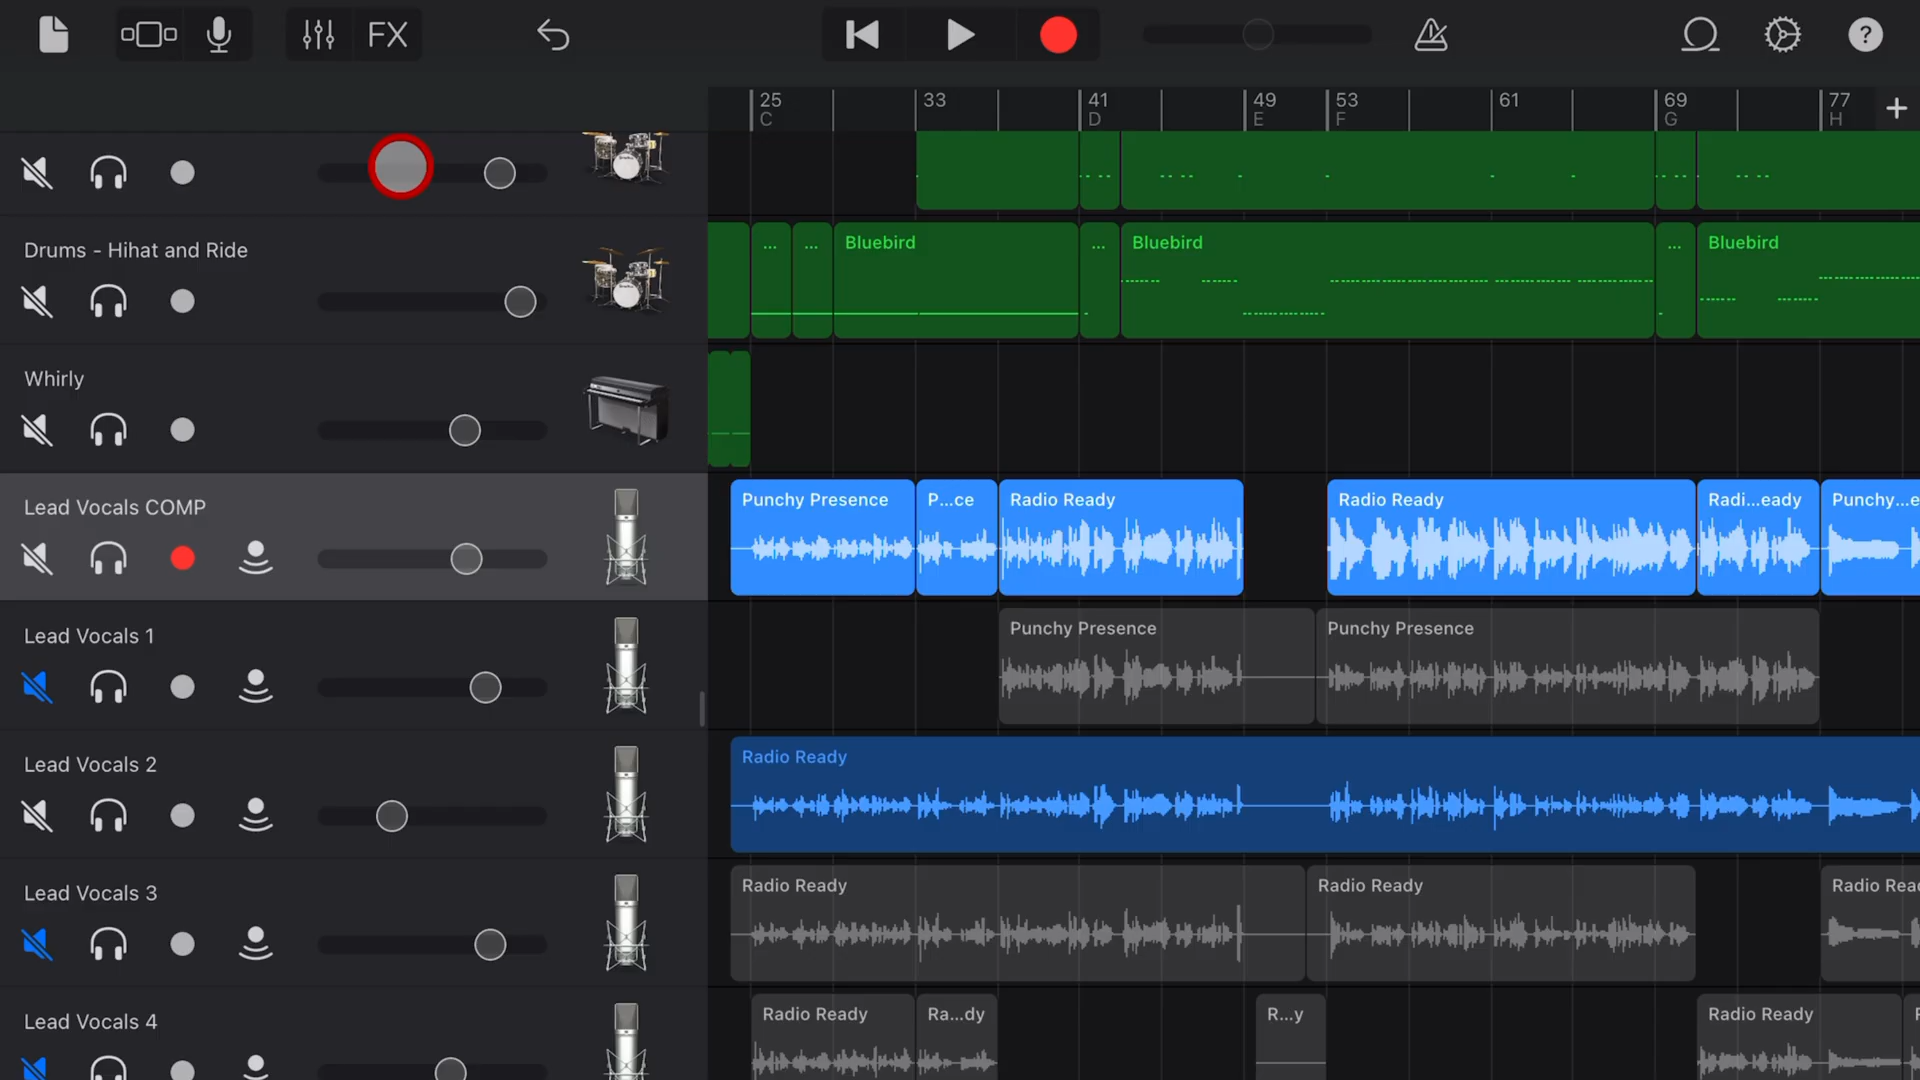 FX
?
25 33 41 49 53 61 69 77 +
C D E F G H
Drums - Hihat and Ride
... ... Bluebird ... Bluebird ... Bluebird
Whirly
Lead Vocals COMP
Punchy Presence P...ce Radio Ready Radio Ready Radi...eady Punchy...e
Lead Vocals 1
Punchy Presence Punchy Presence
Lead Vocals 2
Radio Ready
Lead Vocals 3
Radio Ready Radio Ready Radio Rea
Lead Vocals 4
Radio Ready Ra...dy R...y Radio Ready